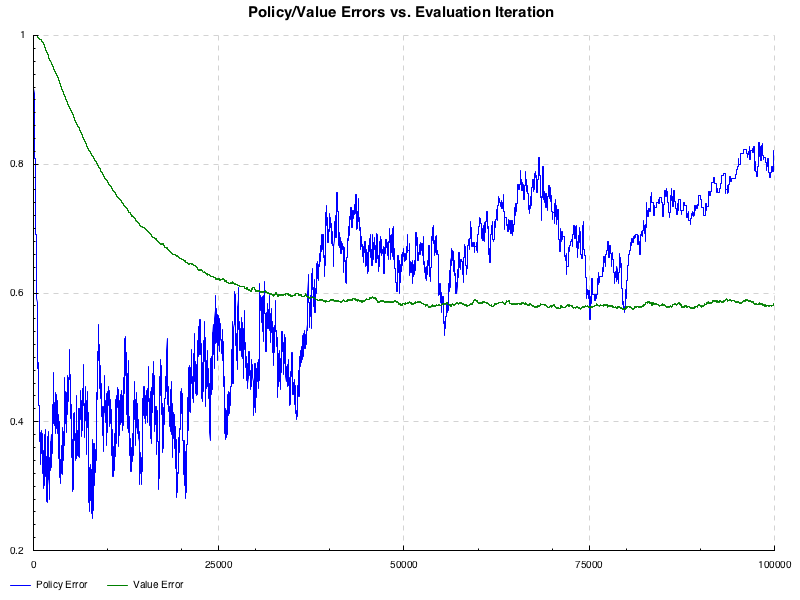 Policy/Value Errors vs. Evaluation Iteration
1
0.8
0.6
0.4
0.2
0 25000 50000 75000 100000
Policy Error Value Error